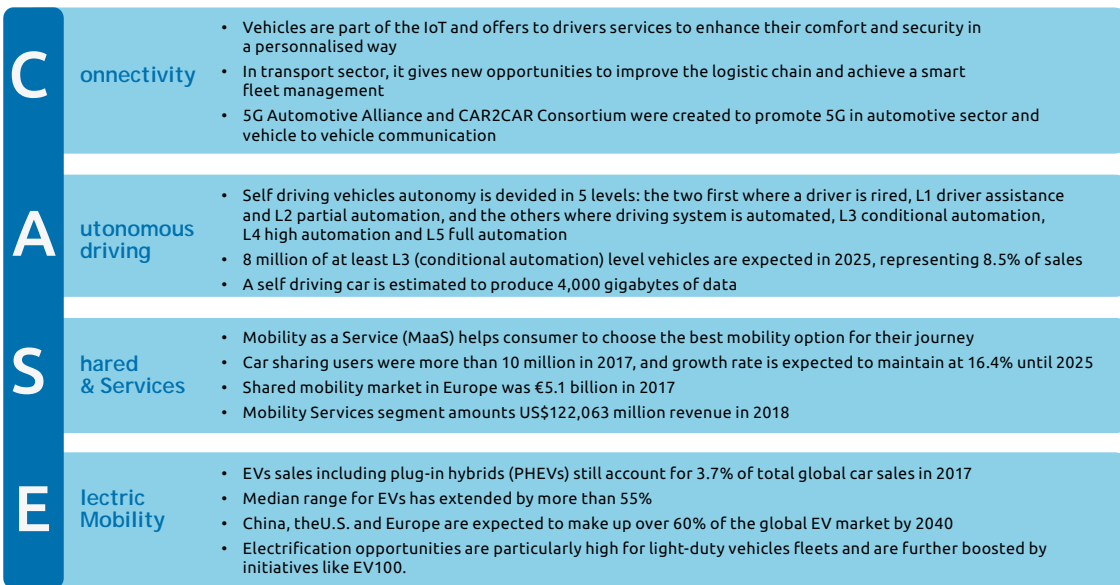 C
onnectivity
• Vehicles are part of the IoT and offers to drivers services to enhance their comfort and security in
a personnalised way
• In transport sector, it gives new opportunities to improve the logistic chain and achieve a smart
fleet management
• 5G Automotive Alliance and CAR2CAR Consortium were created to promote 5G in automotive sector and
vehicle to vehicle communication
A
utonomous
driving
• Self driving vehicles autonomy is devided in 5 levels: the two first where a driver is rired, L1 driver assistance
and L2 partial automation, and the others where driving system is automated, L3 conditional automation,
L4 high automation and L5 full automation
• 8 million of at least L3 (conditional automation) level vehicles are expected in 2025, representing 8.5% of sales
• A self driving car is estimated to produce 4,000 gigabytes of data
S
hared
& Services
• Mobility as a Service (MaaS) helps consumer to choose the best mobility option for their journey
• Car sharing users were more than 10 million in 2017, and growth rate is expected to maintain at 16.4% until 2025
• Shared mobility market in Europe was €5.1 billion in 2017
• Mobility Services segment amounts US$122,063 million revenue in 2018
E
lectric
Mobility
• EVs sales including plug-in hybrids (PHEVs) still account for 3.7% of total global car sales in 2017
• Median range for EVs has extended by more than 55%
• China, theU.S. and Europe are expected to make up over 60% of the global EV market by 2040
• Electrification opportunities are particularly high for light-duty vehicles fleets and are further boosted by
initiatives like EV100.